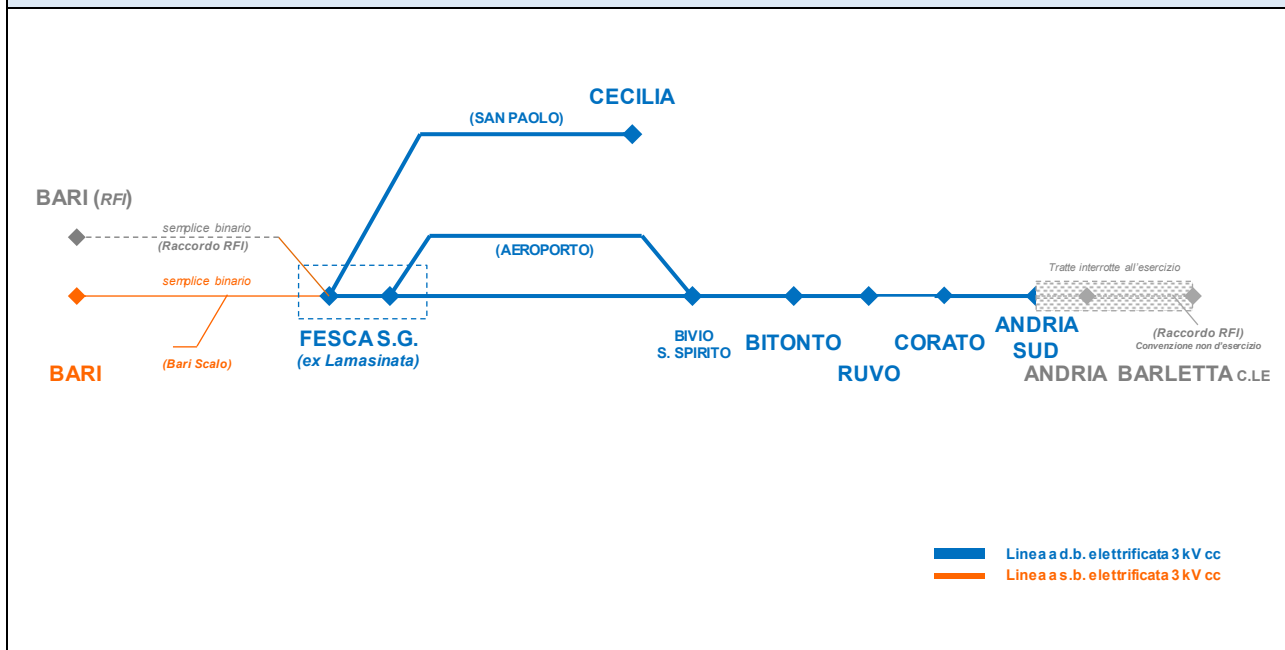 CECILIA
(SAN PAOLO)
BARI (RFI)
semplice binario
(Raccordo RFI)
(AEROPORTO)
semplice binario
Tratte interrotte all'esercizio
FESCA S.G.
(ex Lamasinata)
(Bari Scalo)
BARI
BIVIO
S. SPIRITO
BITONTO
RUVO
CORATO
ANDRIA
SUD
(Raccordo RFI)
Convenzione non d'esercizio
ANDRIA
BARLETTA C.LE
Linea a d.b. elettrificata 3 kV cc
Linea a s.b. elettrificata 3 kV cc